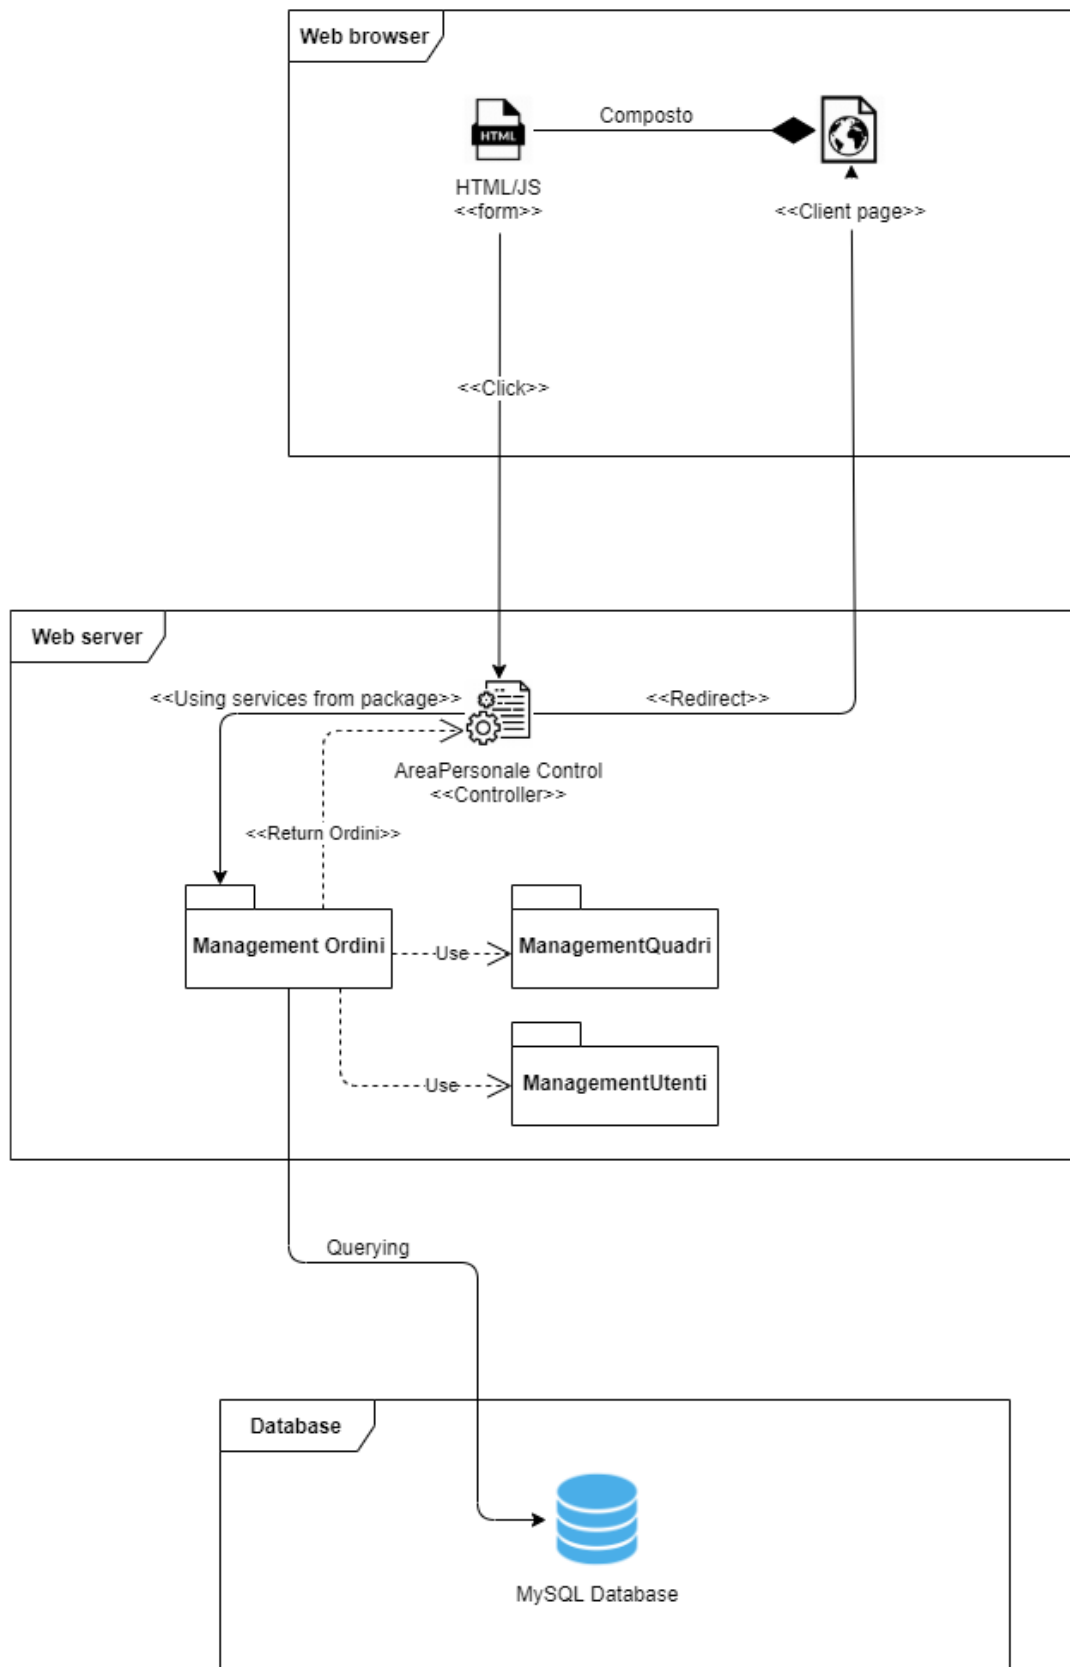 Web browser
Composto
HTML
HTML/JS
<<form>>
<<Client page>>
<<Click>>
Web server
<<Using services from package>>
<<Redirect>>
AreaPersonale Control
<<Controller>>
<<Return Ordini>>
Management Ordini
Use
ManagementQuadri
Use
ManagementUtenti
Querying
Database
MySQL Database